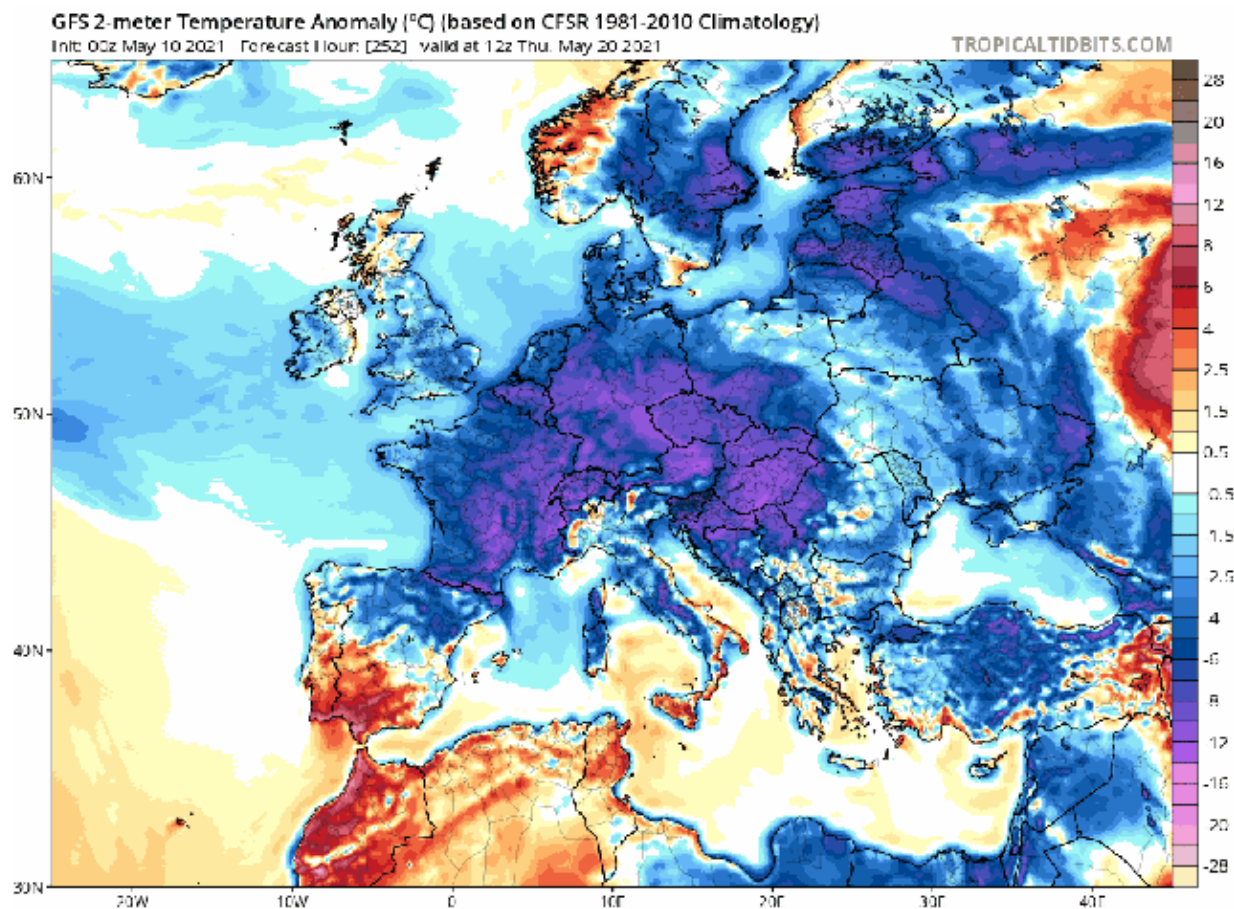 GFS 2-meter Temperature Anomaly (°C) (based on CFSR 1981-2010 Climatology)
Init: 00z May 10 2021 Forecast Hour: [252] valid at 12z Thu, May 20 2021
TROPICALTIDBITS.COM
60N
50N
40N
30N
20W
10W
0
10E
20E
30E
40E
28
20
16
12
8
6
4
2.5
1.5
0.5
-0.5
-1.5
-2.5
-4
-6
-8
-12
-16
-20
-28